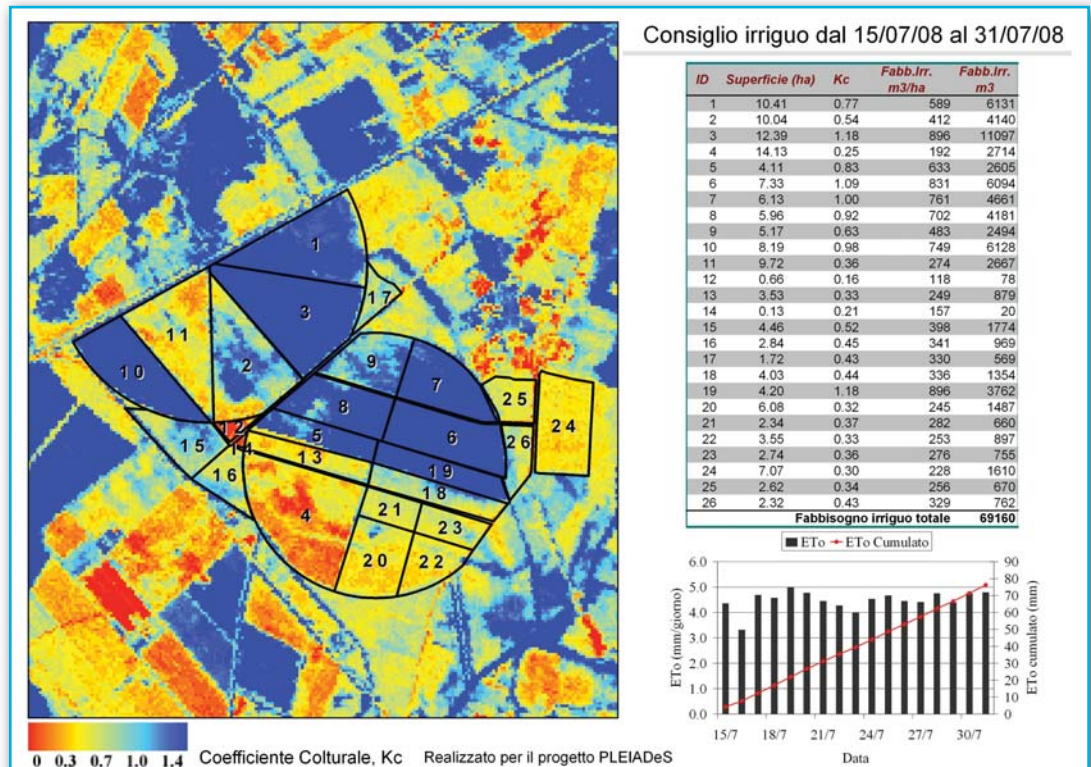 Consiglio irriguo dal 15/07/08 al 31/07/08
ID Superficie (ha) Kc Fabb.Irr. m3/ha Fabb.Irr. m3
1 10.41 0.77 589 6131
2 10.04 0.54 412 4140
3 12.39 1.18 896 11097
4 14.13 0.25 192 2714
5 4.11 0.83 633 2605
6 7.33 1.09 831 6094
7 6.13 1.00 761 4661
8 5.96 0.92 702 4181
9 5.17 0.63 483 2494
10 8.19 0.98 749 6128
11 9.72 0.36 274 2667
12 0.66 0.16 118 78
13 3.53 0.33 249 879
14 0.13 0.21 157 20
15 4.46 0.52 398 1774
16 2.84 0.45 341 969
17 1.72 0.43 330 569
18 4.03 0.44 336 1354
19 4.20 1.18 896 3762
20 6.08 0.32 245 1487
21 2.34 0.37 282 660
22 3.55 0.33 253 897
23 2.74 0.36 276 755
24 7.07 0.30 228 1610
25 2.62 0.34 256 670
26 2.32 0.43 329 762
Fabbisogno irriguo totale 69160
1
17
3
11
2
10
9
7
8
25
24
12
5
6
26
15
14
13
19
16
18
4
21
23
20
22
ETo ETo Cumulato
6.0 90
5.0 80
4.0 70
3.0 60
2.0 50
1.0 40
0.0 30
20
10
0
ETo (mm/giorno)
ETo cumulato (mm)
15/7 18/7 21/7 24/7 27/7 30/7
Data
0 0.3 0.7 1.0 1.4
Coefficiente Colturale, Kc
Realizzato per il progetto PLEIADeS